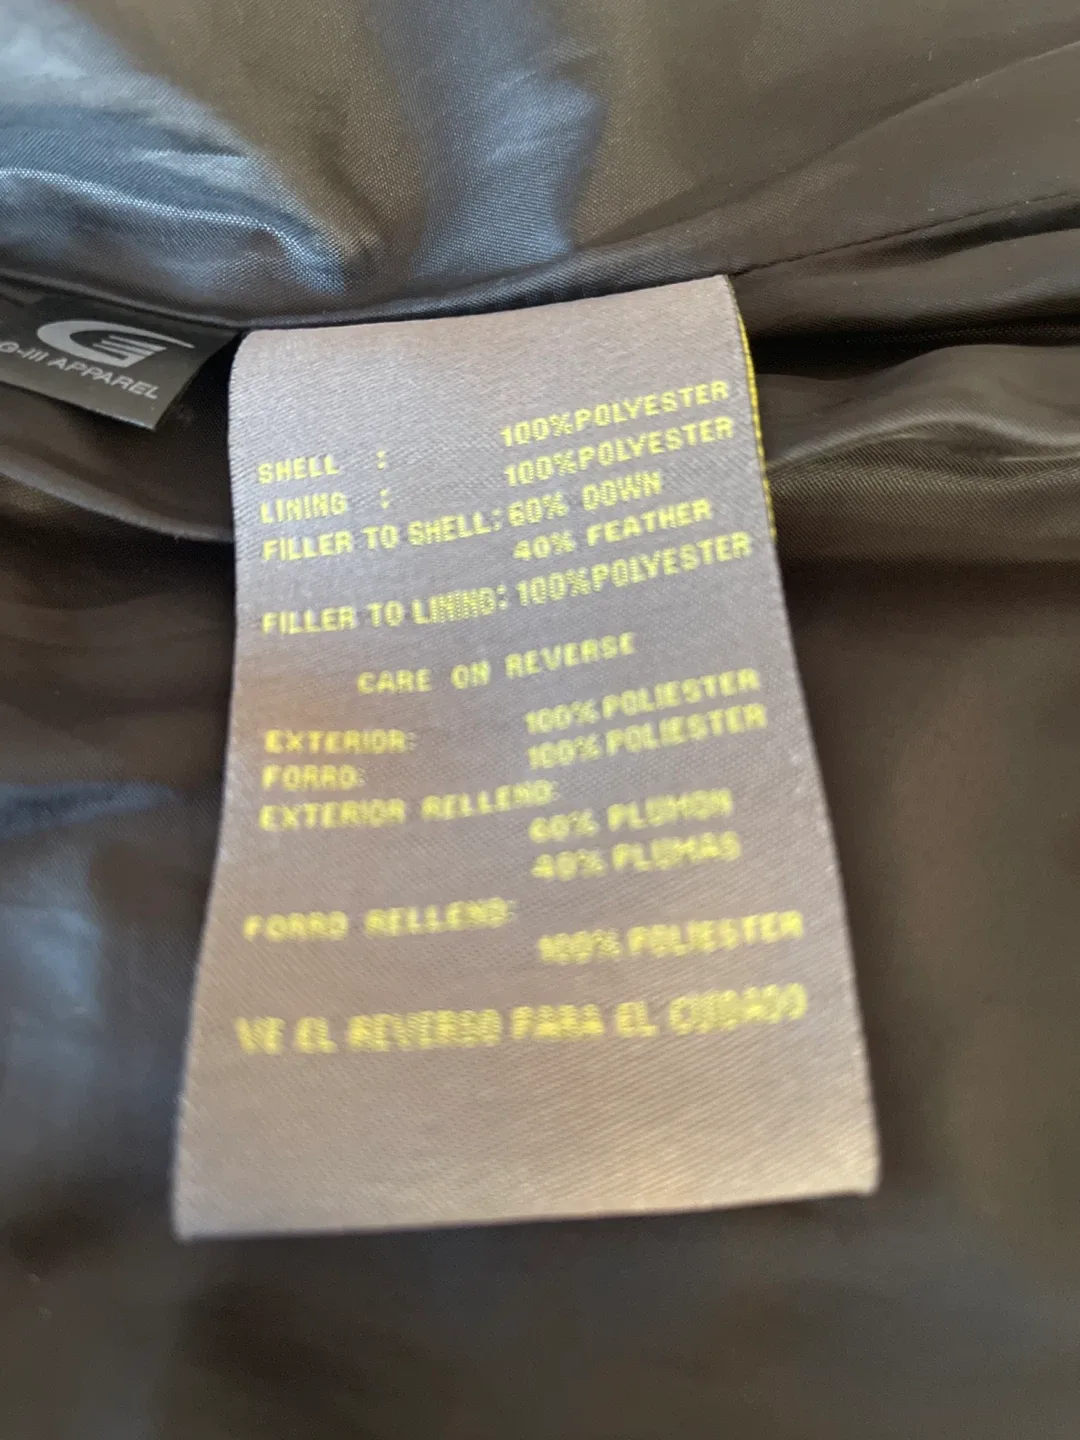 G-III APPAREL
SHELL : 100%POLYESTER
LINING : 100%POLYESTER
FILLER TO SHELL: 60% DOWN
40% FEATHER
FILLER TO LINING: 100%POLYESTER
CARE ON REVERSE
EXTERIOR: 100%POLIESTER
FORRO: 100%POLIESTER
EXTERIOR RELLENO:
60% PLUMON
40% PLUMAS
FORRO RELLENO:
100%POLIESTER
VE EL REVERSO PARA EL CUIDADO